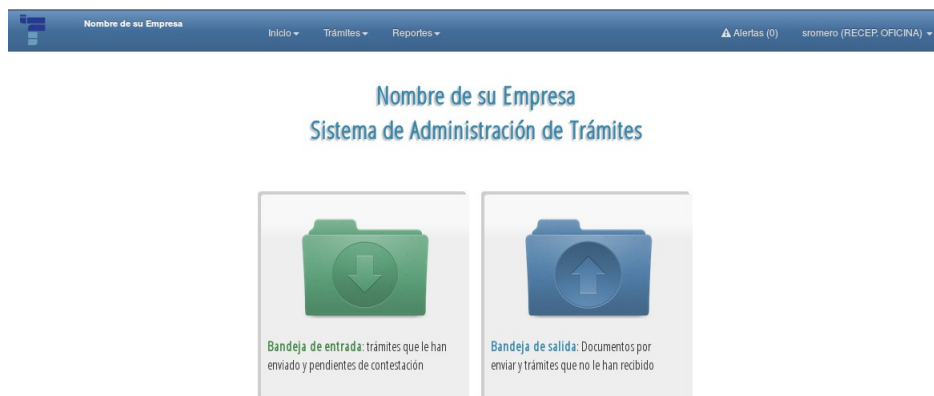 Nombre de su Empresa
Inicio
Trámites
Reportes
Alertas (0)
sromero (RECEP. OFICINA)
Nombre de su Empresa
Sistema de Administración de Trámites
Bandeja de entrada: trámites que le han
enviado y pendientes de contestación
Bandeja de salida: Documentos por
enviar y trámites que no le han recibido